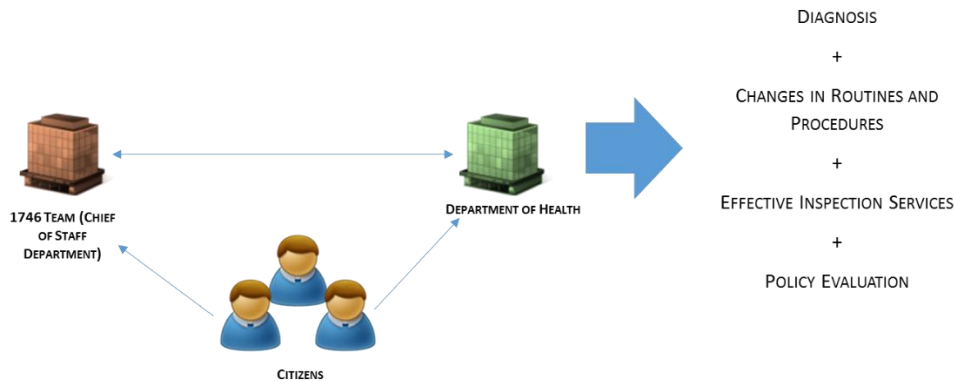 1746 TEAM (CHIEF
OF STAFF
DEPARTMENT)
DEPARTMENT OF HEALTH
CITIZENS
DIAGNOSIS
+
CHANGES IN ROUTINES AND
PROCEDURES
+
EFFECTIVE INSPECTION SERVICES
+
POLICY EVALUATION